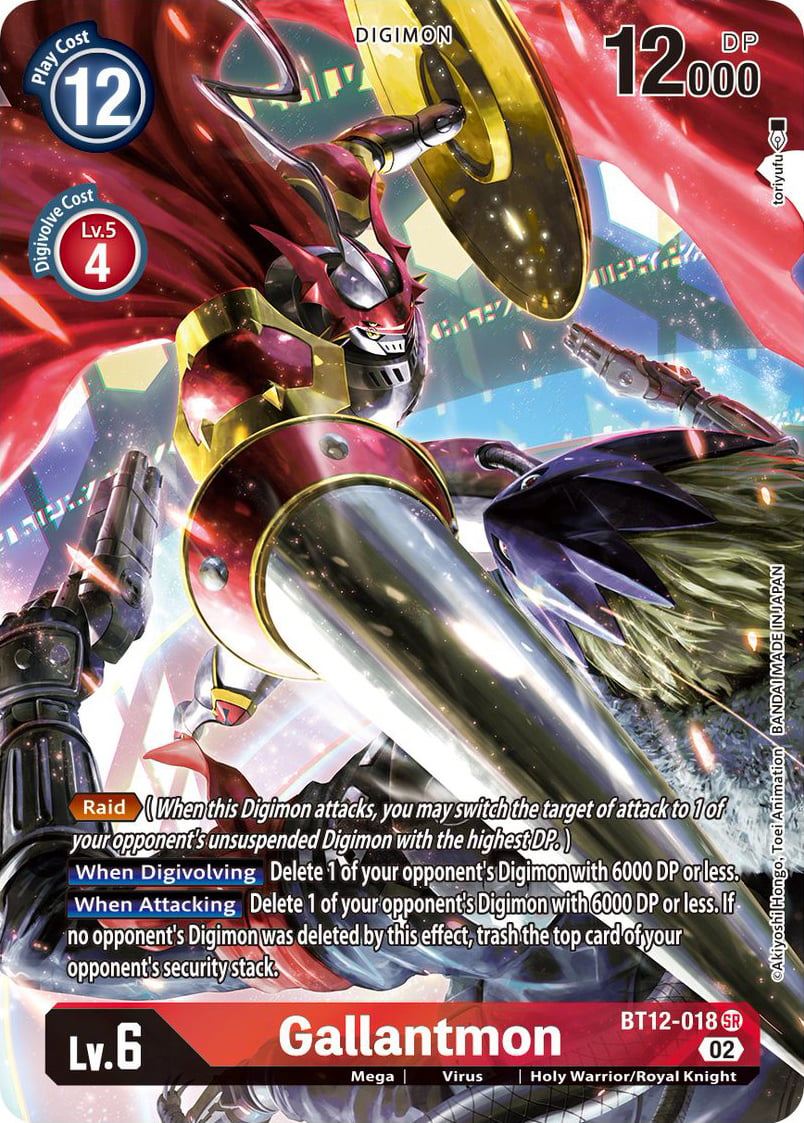 DIGIMON
Play Cost
12
12000
DP
Digivolve Cost
Lv.5
4
toriyufu
Raid (When this Digimon attacks, you may switch the target of attack to 1 of
your opponent's unsuspended Digimon with the highest DP.)
When Digivolving Delete 1 of your opponent's Digimon with 6000 DP or less.
When Attacking Delete 1 of your opponent's Digimon with 6000 DP or less. If
no opponent's Digimon was deleted by this effect, trash the top card of your
opponent's security stack.
©Akiyoshi Hongo, Toei Animation BANDAI MADE IN JAPAN
Lv.6
Gallantmon
BT12-018 SR
02
Mega | Virus | Holy Warrior/Royal Knight